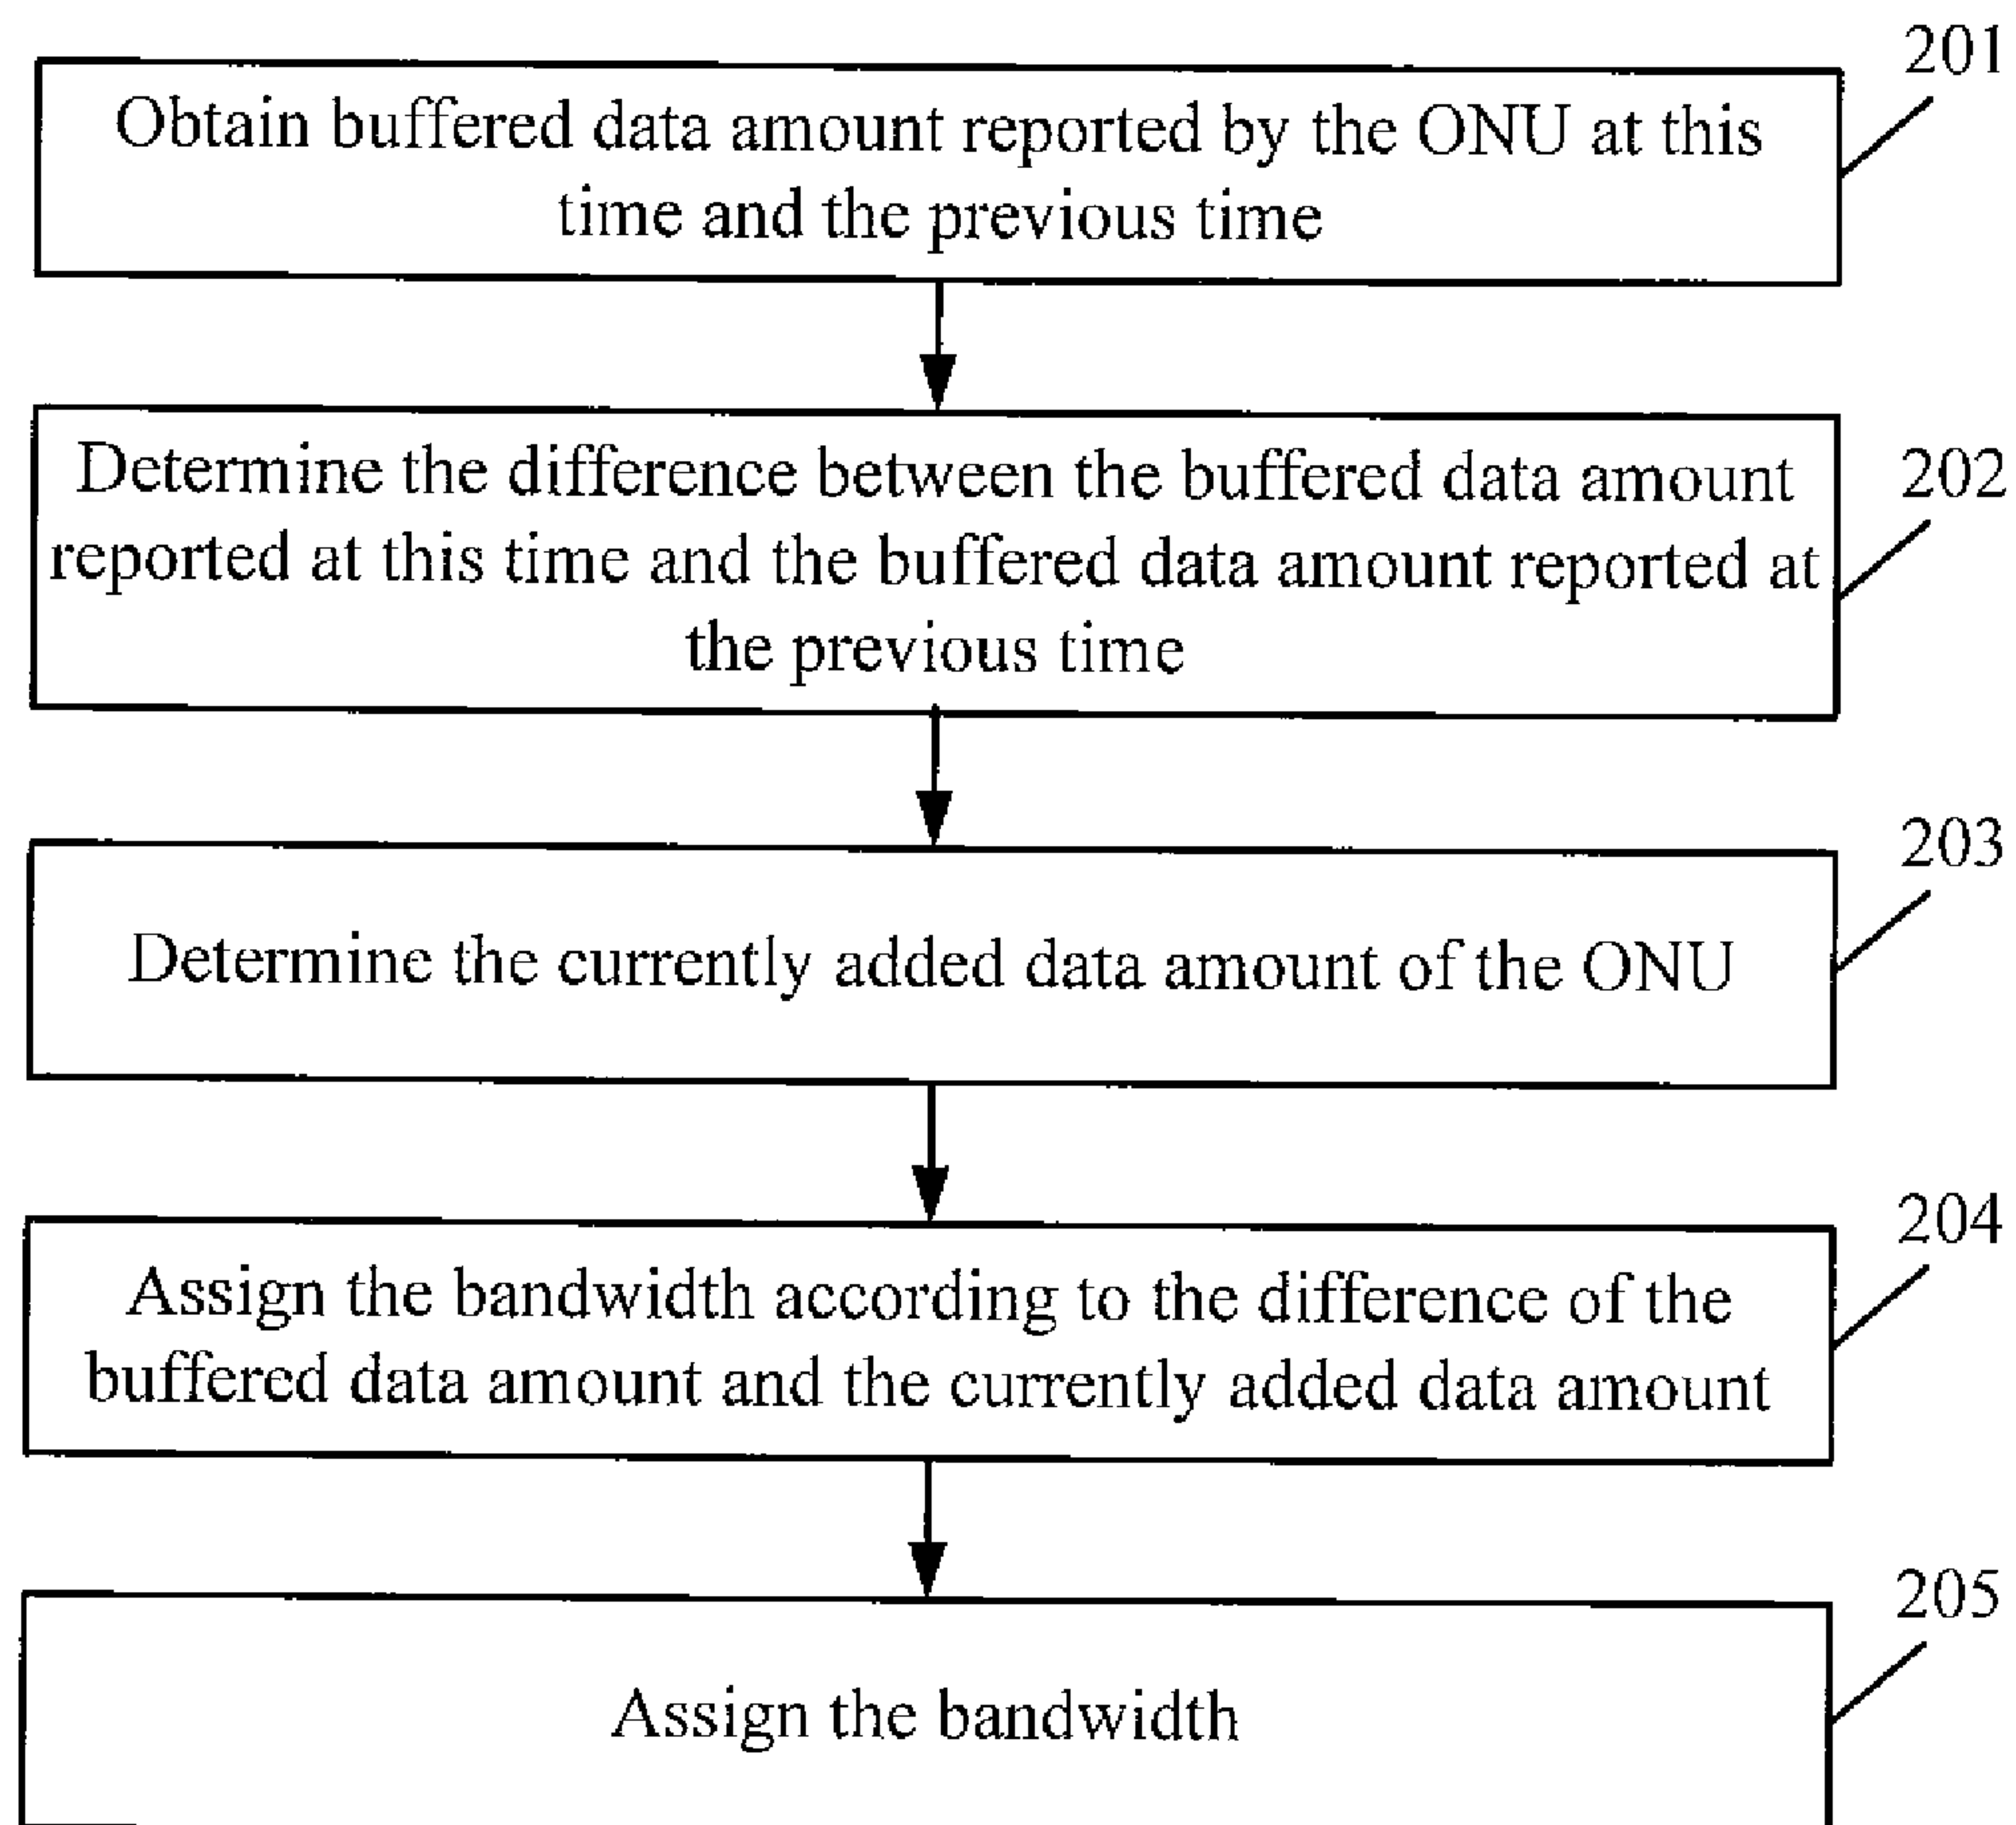 201
Obtain buffered data amount reported by the ONU at this
time and the previous time
202
Determine the difference between the buffered data amount
reported at this time and the buffered data amount reported at
the previous time
203
Determine the currently added data amount of the ONU
204
Assign the bandwidth according to the difference of the
buffered data amount and the currently added data amount
205
Assign the bandwidth